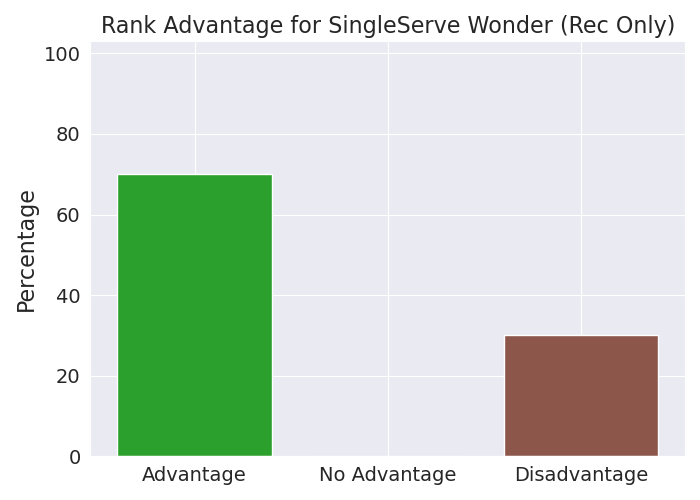 Rank Advantage for SingleServe Wonder (Rec Only)
100
80
60
40
20
0
Percentage
Advantage
No Advantage
Disadvantage